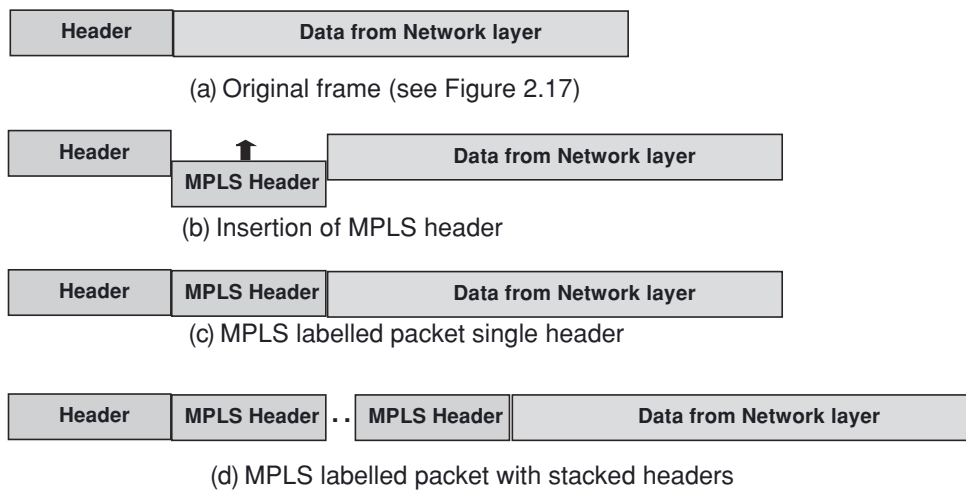 Header Data from Network layer
(a) Original frame (see Figure 2.17)
Header MPLS Header Data from Network layer
(b) Insertion of MPLS header
Header MPLS Header Data from Network layer
(c) MPLS labelled packet single header
Header MPLS Header .. MPLS Header Data from Network layer
(d) MPLS labelled packet with stacked headers